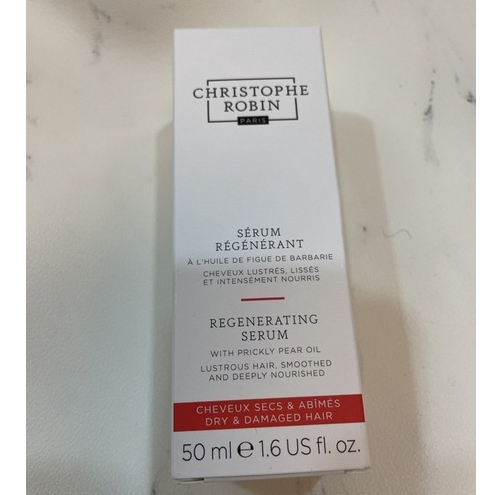 CHRISTOPHE
ROBIN
PARIS
SÉRUM
RÉGÉNÉRANT
À L'HUILE DE FIGUE DE BARBARIE
CHEVEUX LUSTRÉS, LISSÉS
ET INTENSÉMENT NOURRIS
REGENERATING
SERUM
WITH PRICKLY PEAR OIL
LUSTROUS HAIR, SMOOTHED
AND DEEPLY NOURISHED
CHEVEUX SECS & ABÎMÉS
DRY & DAMAGED HAIR
50 ml ℮ 1.6 US fl. oz.